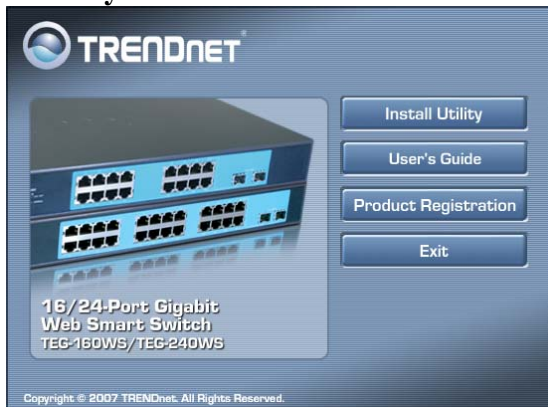 TRENDNET
Install Utility
User's Guide
Product Registration
Exit
16/24-Port Gigabit
Web Smart Switch
TEG-160WS/TEG-240WS
Copyright © 2007 TRENDnet. All Rights Reserved.